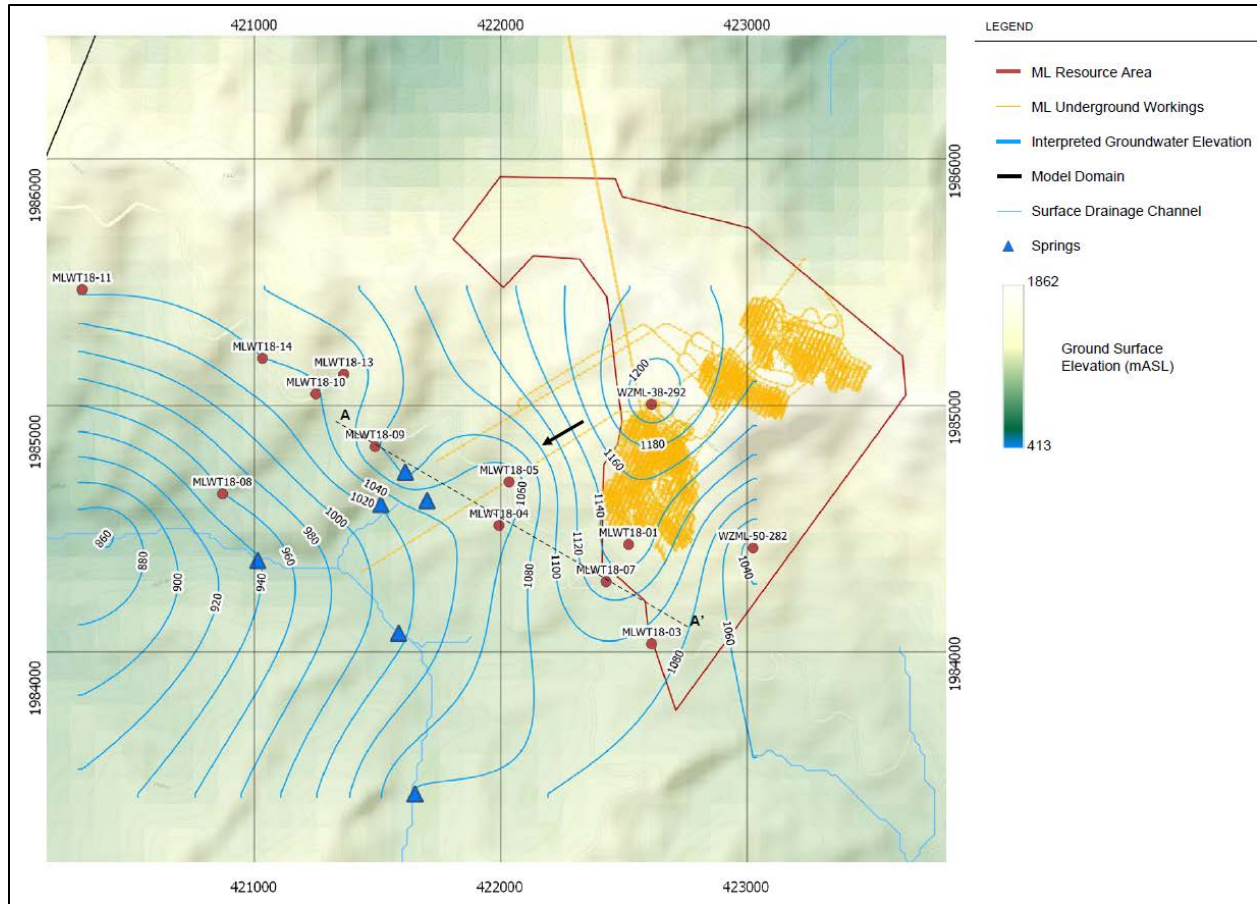 421000 422000 423000
1986000
1985000
1984000
1986000
1985000
1984000
421000 422000 423000
MLWT18-11
MLWT18-14
MLWT18-13
MLWT18-10
A
MLWT18-09
MLWT18-08
MLWT18-05
MLWT18-04
WZML-38-292
MLWT18-01
WZML-50-282
MLWT18-07
A'
MLWT18-03
1200
1180
1160
1140
1120
1100
1080
1060
1040
1020
1000
980
960
940
920
900
880
860
1040
1060
1080
LEGEND
ML Resource Area
ML Underground Workings
Interpreted Groundwater Elevation
Model Domain
Surface Drainage Channel
Springs
1862
Ground Surface
Elevation (mASL)
413